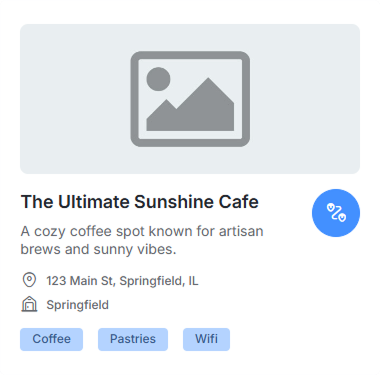 The Ultimate Sunshine Cafe
A cozy coffee spot known for artisan
brews and sunny vibes.
123 Main St, Springfield, IL
Springfield
Coffee
Pastries
Wifi